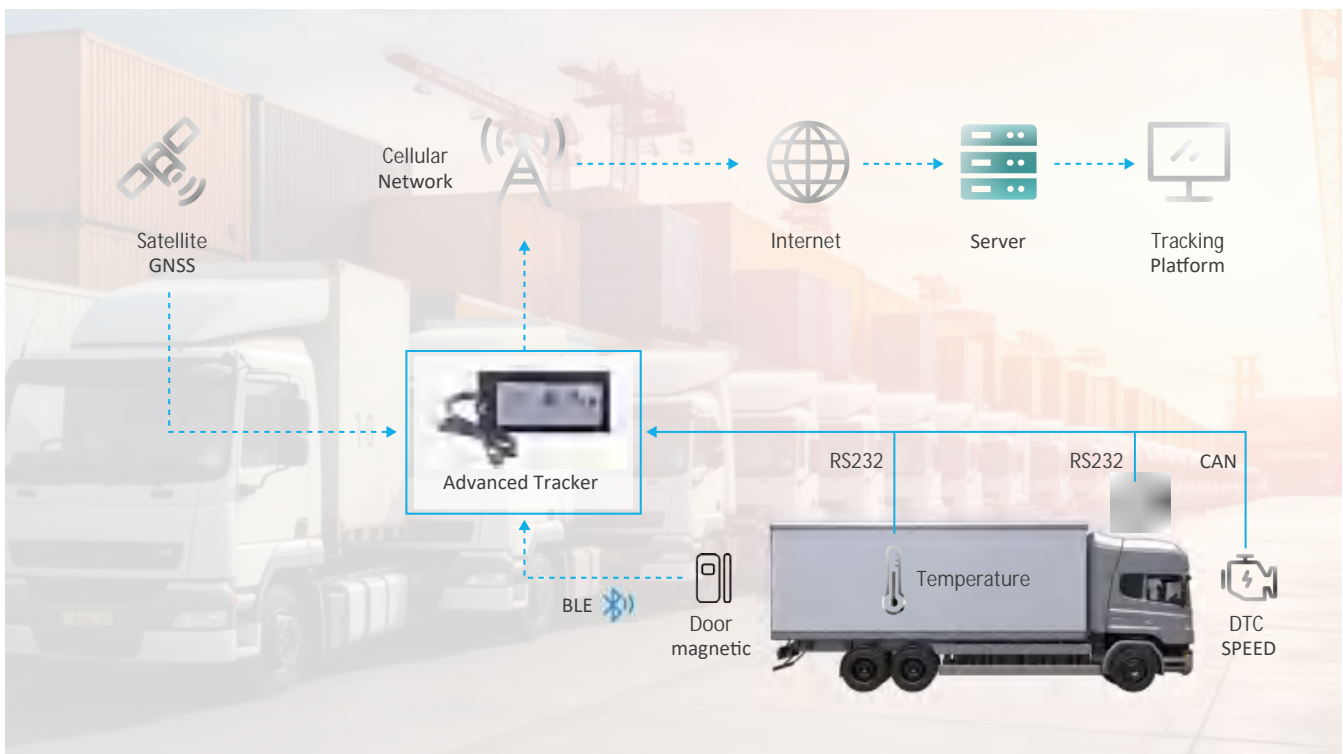 Cellular
Network
Satellite
GNSS
Internet
Server
Tracking
Platform
Advanced Tracker
RS232
RS232
CAN
Temperature
BLE
Door
magnetic
DTC
SPEED